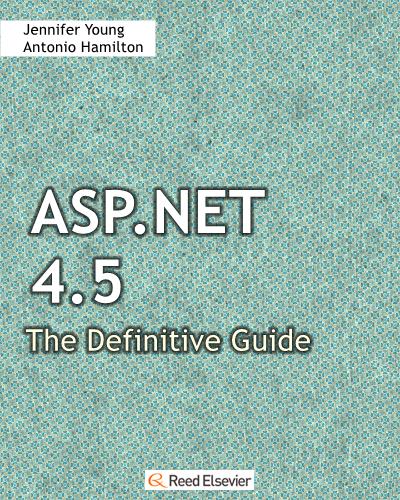 Jennifer Young
Antonio Hamilton
ASP.NET
4.5
The Definitive Guide
Reed Elsevier